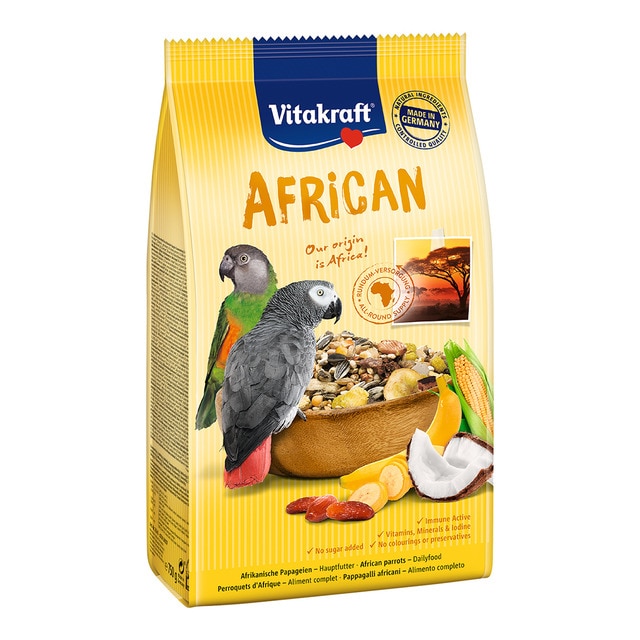 Vitakraft®
NATURAL INGREDIENTS
MADE IN
GERMANY
CONTROLLED QUALITY
AFRICAN
Our origin
is Africa!
RUNDUM-VERSORGUNG
ALL-ROUND SUPPLY
✓ Immune Active
✓ Vitamins, Minerals & Iodine
✓ No sugar added ✓ No colourings or preservatives
Afrikanische Papageien – Hauptfutter - African parrots – Dailyfood
Perroquets d'Afrique – Aliment complet - Pappagalli africani – Alimento completo
750 g